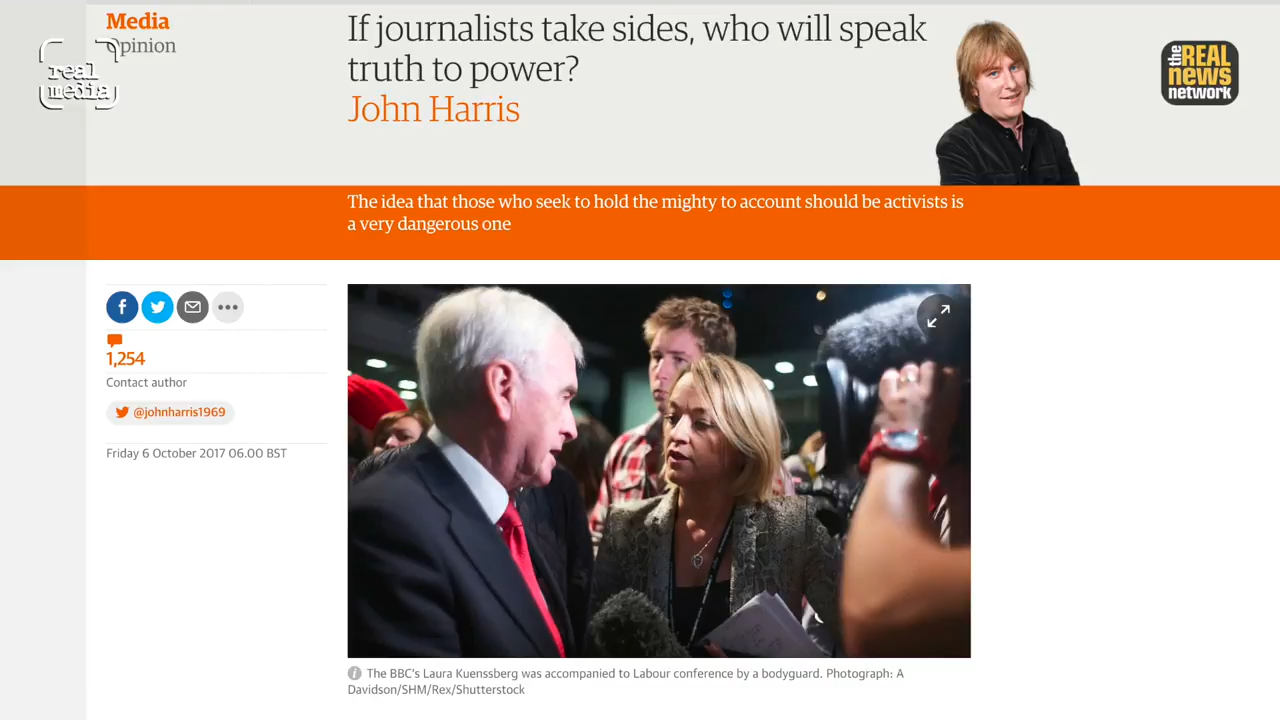 Media
Opinion
real
media
If journalists take sides, who will speak
truth to power?
John Harris
the REAL
news
network
The idea that those who seek to hold the mighty to account should be activists is
a very dangerous one
1,254
Contact author
@johnharris1969
Friday 6 October 2017 06.00 BST
The BBC's Laura Kuenssberg was accompanied to Labour conference by a bodyguard. Photograph: A
Davidson/SHM/Rex/Shutterstock